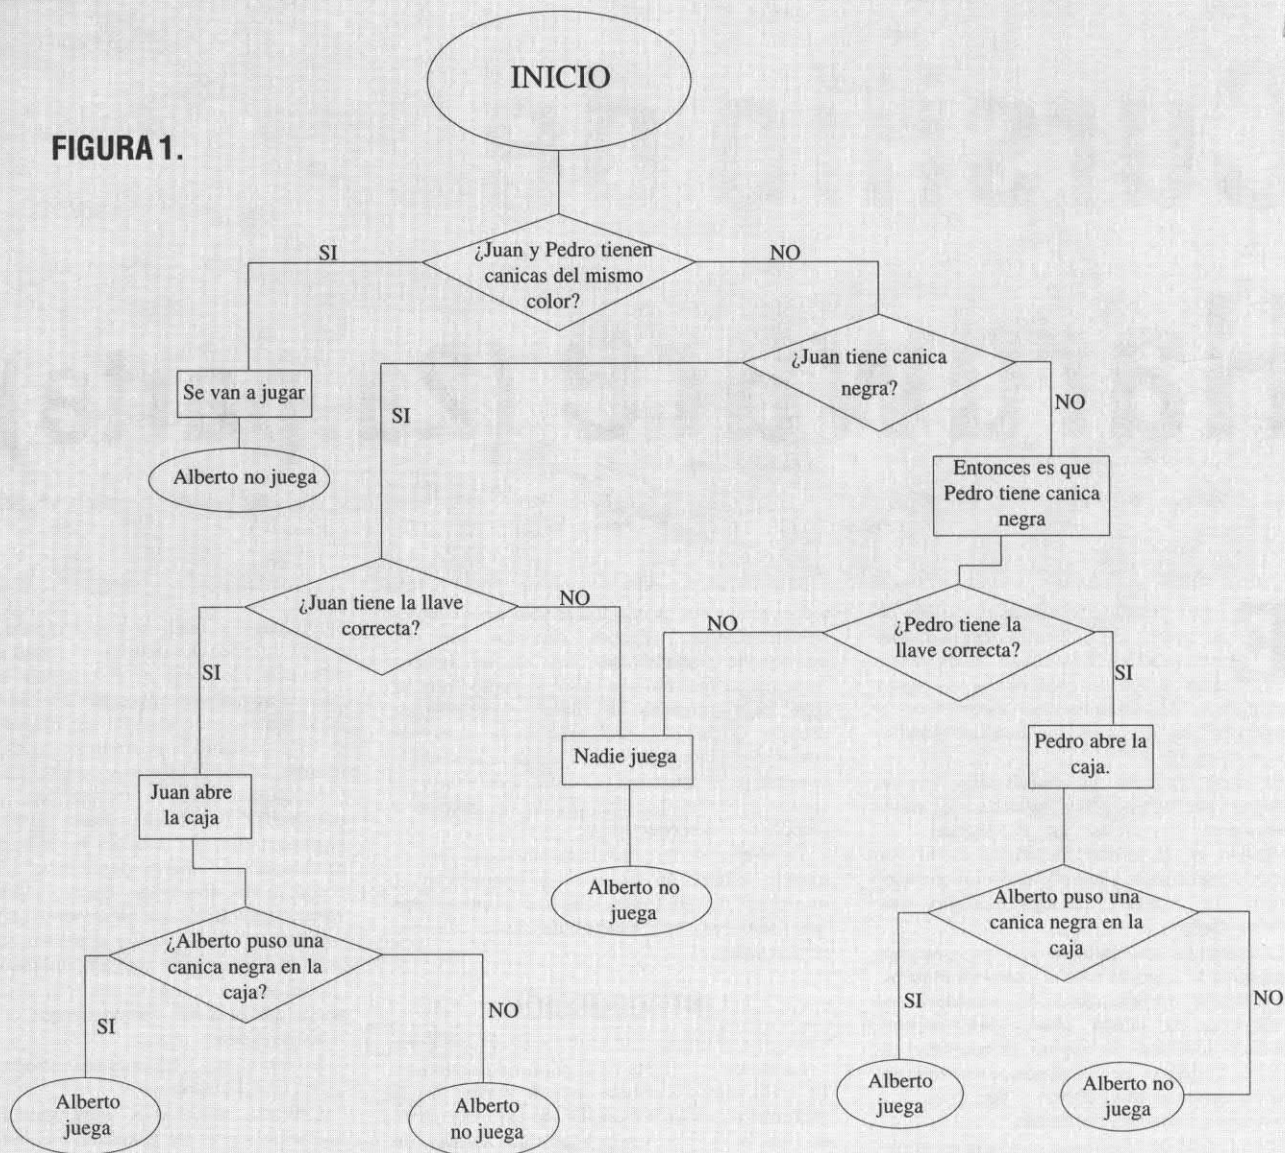 INICIO
FIGURA 1.
SI
¿Juan y Pedro tienen
canicas del mismo
color?
NO
¿Juan tiene canica
negra?
Se van a jugar
SI
NO
Alberto no juega
Entonces es que
Pedro tiene canica
negra
¿Juan tiene la llave
correcta?
NO
NO
¿Pedro tiene la
llave correcta?
SI
SI
Nadie juega
Pedro abre la
caja.
Juan abre
la caja
Alberto no
juega
Alberto puso una
canica negra en la
caja
¿Alberto puso una
canica negra en la
caja?
SI
NO
SI
NO
Alberto
juega
Alberto no
juega
Alberto
juega
Alberto
no juega